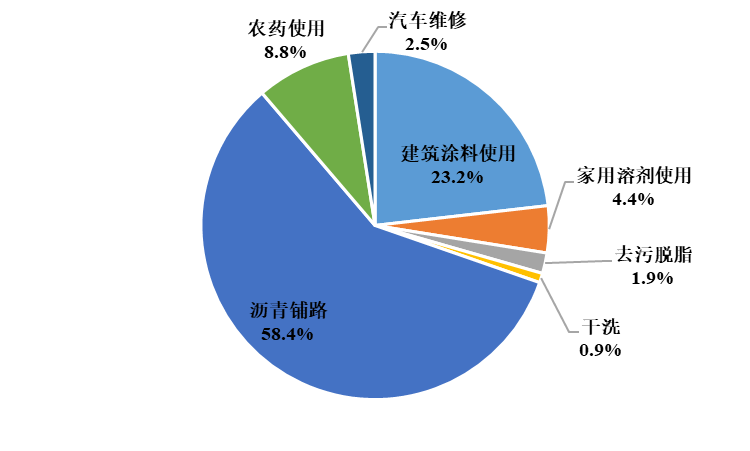 农药使用
8.8%
汽车维修
2.5%
建筑涂料使用
23.2%
家用溶剂使用
4.4%
去污脱脂
1.9%
干洗
0.9%
沥青铺路
58.4%